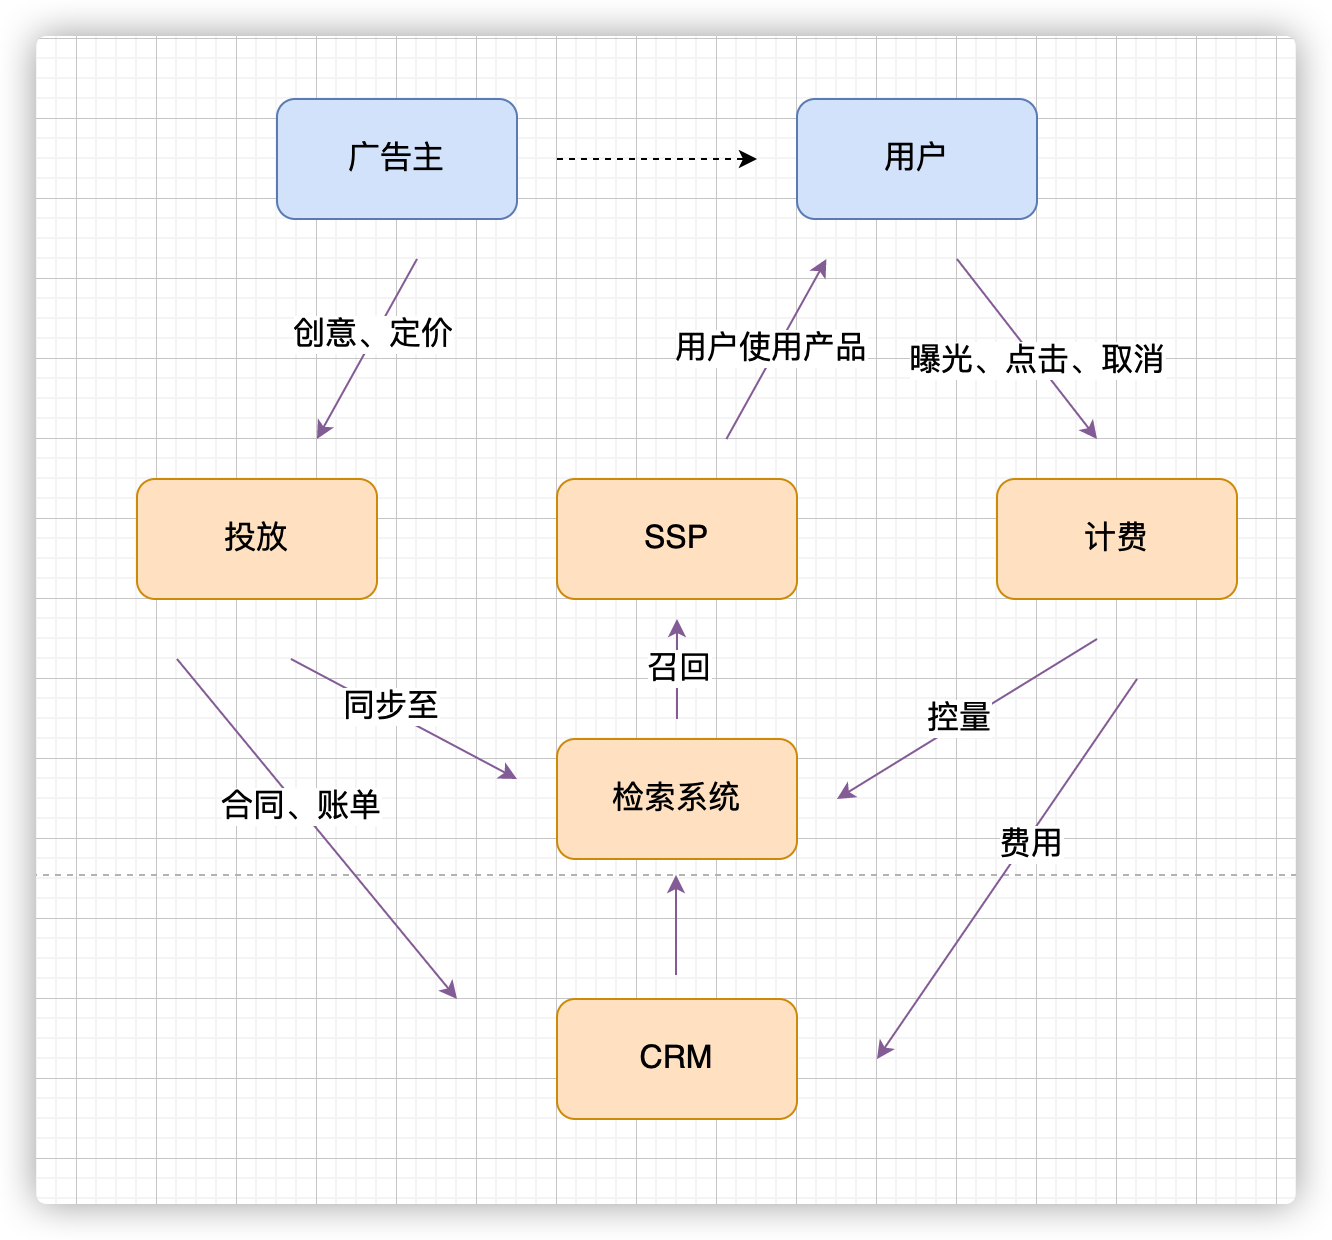 广告主
用户
创意、定价
用户使用产品
曝光、点击、取消
投放
SSP
计费
召回
同步至
控量
检索系统
合同、账单
费用
CRM